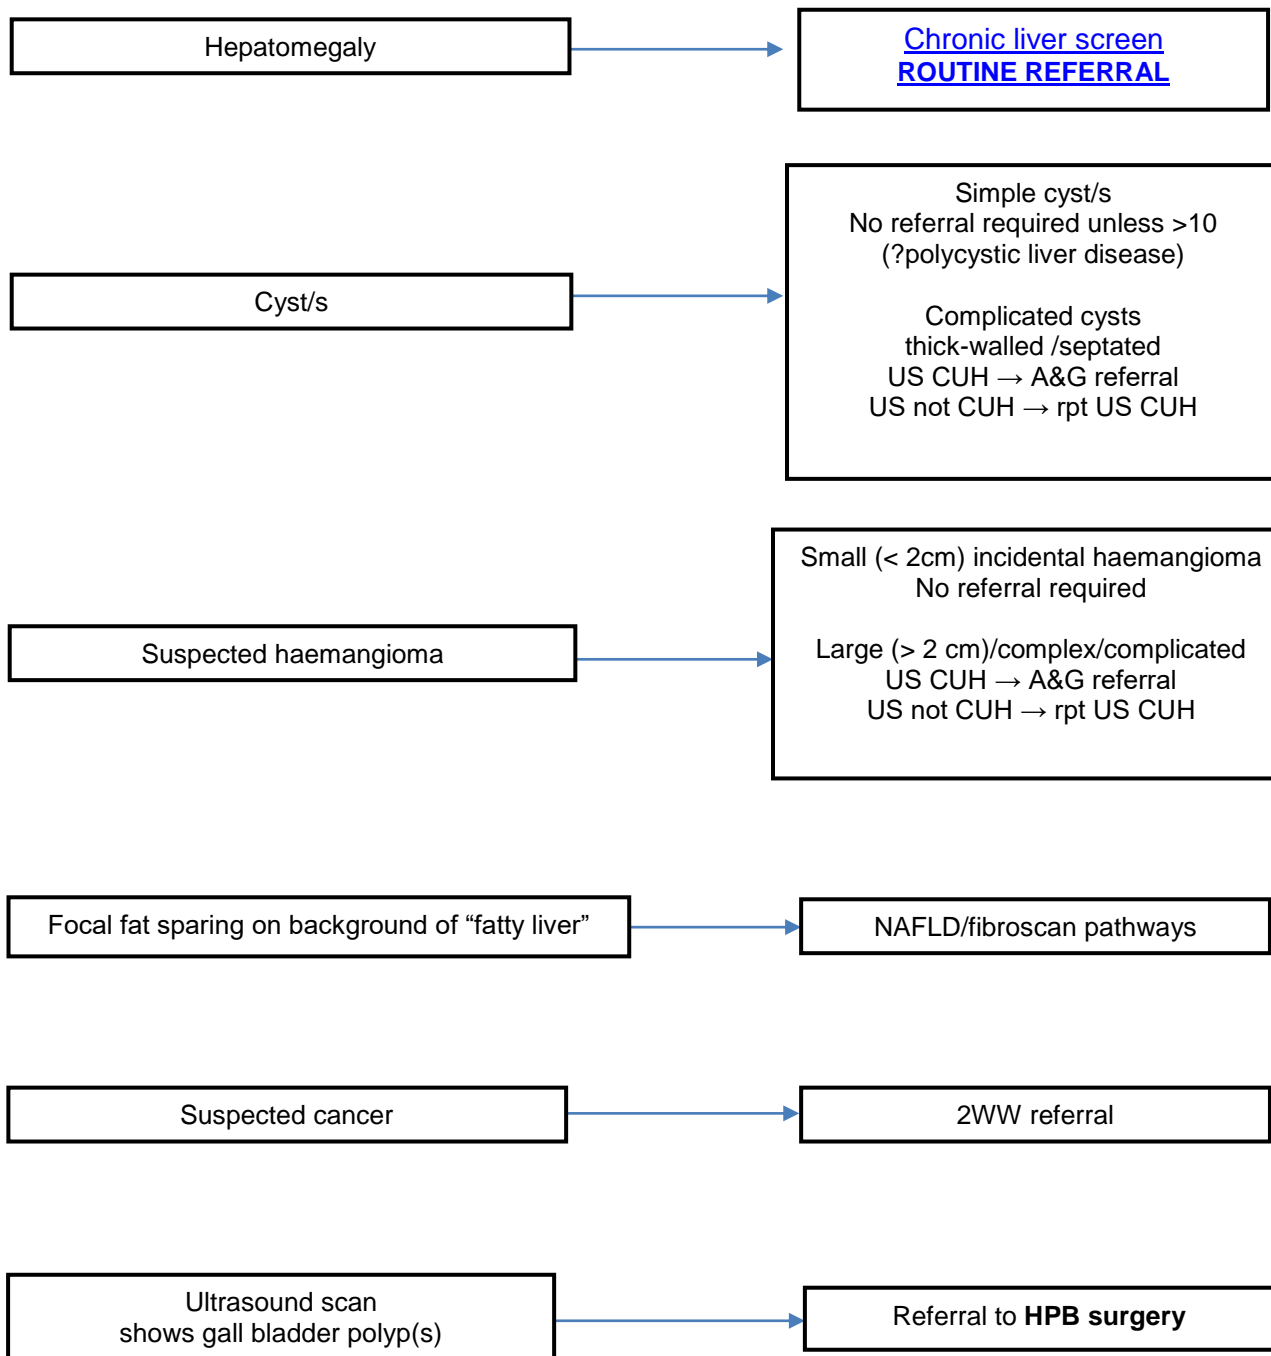 Hepatomegaly
Chronic liver screen
ROUTINE REFERRAL
Cyst/s
Simple cyst/s
No referral required unless >10
(?polycystic liver disease)
Complicated cysts
thick-walled /septated
US CUH → A&G referral
US not CUH → rpt US CUH
Suspected haemangioma
Small (< 2cm) incidental haemangioma
No referral required
Large (> 2 cm)/complex/complicated
US CUH → A&G referral
US not CUH → rpt US CUH
Focal fat sparing on background of “fatty liver”
NAFLD/fibroscan pathways
Suspected cancer
2WW referral
Ultrasound scan
shows gall bladder polyp(s)
Referral to HPB surgery